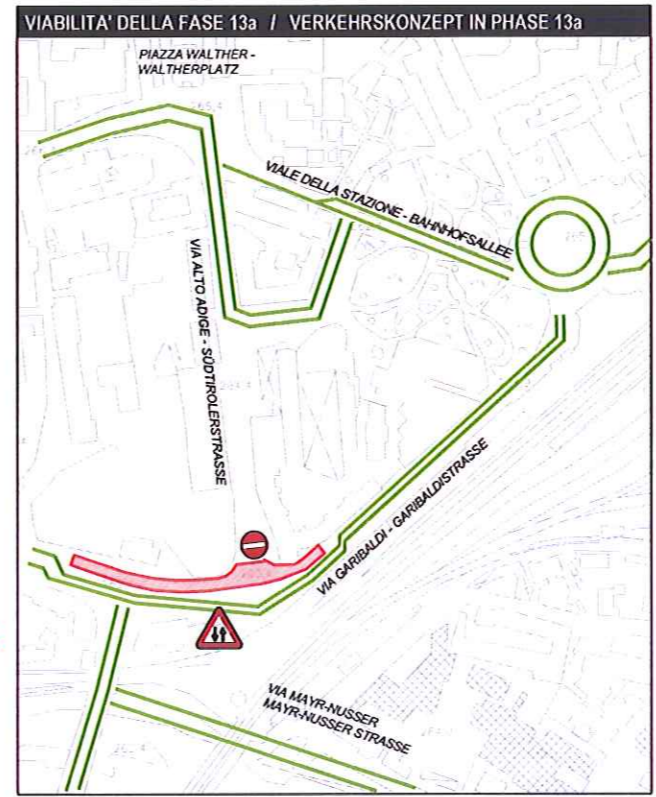 VIABILITA' DELLA FASE 13a / VERKEHRSKONZEPT IN PHASE 13a
PIAZZA WALTHER -
WALTHERPLATZ
VIALE DELLA STAZIONE - BAHNHOFSALLEE
VIA ALTO ADIGE - SÜDTIROLERSTRASSE
VIA GARIBALDI - GARIBALDISTRASSE
VIA MAYR-NUSSER
MAYR-NUSSER STRASSE